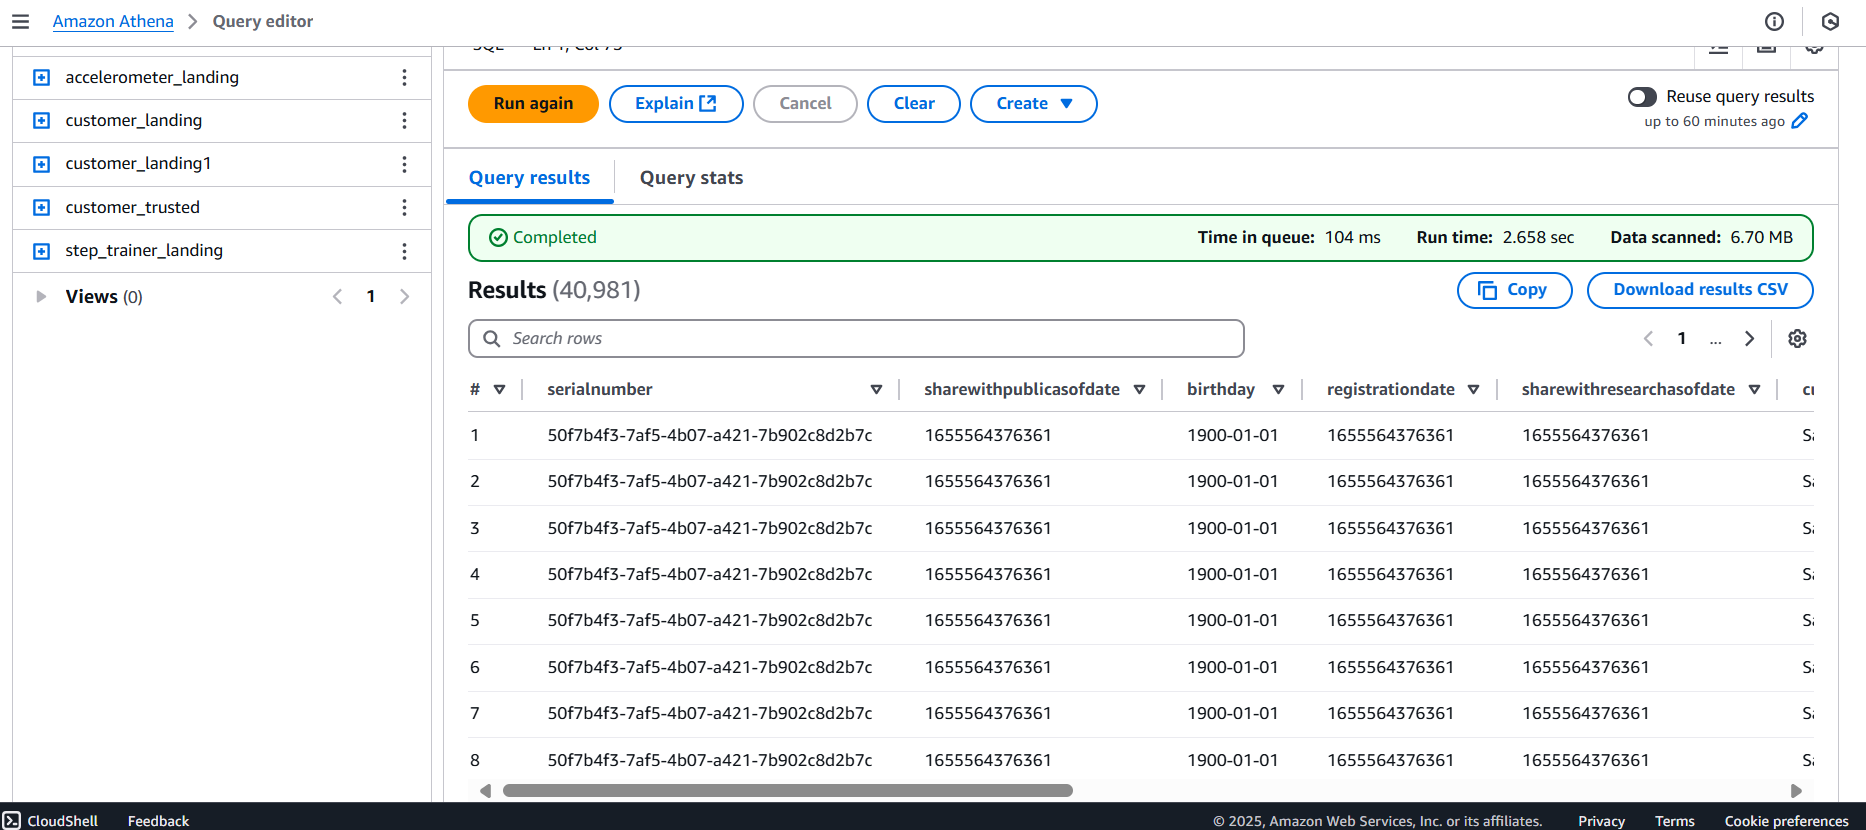 Amazon Athena > Query editor
SQL Ln 1, Col 73
accelerometer_landing
customer_landing
customer_landing1
customer_trusted
step_trainer_landing
Views (0) 1
Run again Explain Cancel Clear Create
Reuse query results
up to 60 minutes ago
Query results Query stats
Completed Time in queue: 104 ms Run time: 2.658 sec Data scanned: 6.70 MB
Results (40,981) Copy Download results CSV
Search rows 1 ...
# serialnumber sharewithpublicasofdate birthday registrationdate sharewithresearchasofdate
1 50f7b4f3-7af5-4b07-a421-7b902c8d2b7c 1655564376361 1900-01-01 1655564376361 1655564376361
2 50f7b4f3-7af5-4b07-a421-7b902c8d2b7c 1655564376361 1900-01-01 1655564376361 1655564376361
3 50f7b4f3-7af5-4b07-a421-7b902c8d2b7c 1655564376361 1900-01-01 1655564376361 1655564376361
4 50f7b4f3-7af5-4b07-a421-7b902c8d2b7c 1655564376361 1900-01-01 1655564376361 1655564376361
5 50f7b4f3-7af5-4b07-a421-7b902c8d2b7c 1655564376361 1900-01-01 1655564376361 1655564376361
6 50f7b4f3-7af5-4b07-a421-7b902c8d2b7c 1655564376361 1900-01-01 1655564376361 1655564376361
7 50f7b4f3-7af5-4b07-a421-7b902c8d2b7c 1655564376361 1900-01-01 1655564376361 1655564376361
8 50f7b4f3-7af5-4b07-a421-7b902c8d2b7c 1655564376361 1900-01-01 1655564376361 1655564376361
CloudShell Feedback © 2025, Amazon Web Services, Inc. or its affiliates. Privacy Terms Cookie preferences